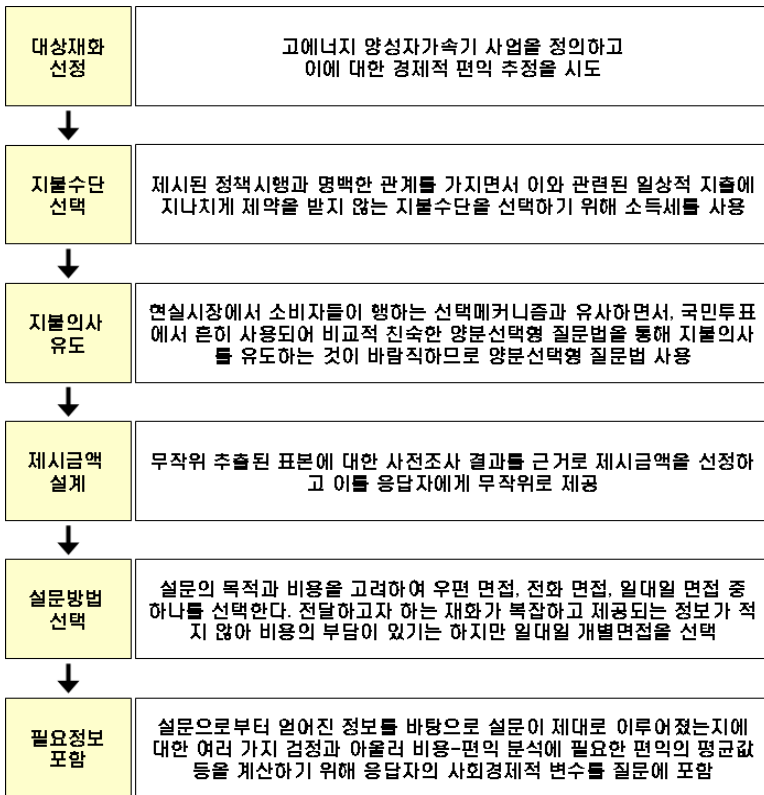 대상재화
선정
고에너지 양성자가속기 사업을 정의하고
이에 대한 경제적 편익 추정을 시도
지불수단
선택
제시된 정책시행과 명백한 관계를 가지면서 이와 관련된 일상적 지출에
지나치게 제약을 받지 않는 지불수단을 선택하기 위해 소득세를 사용
지불의사
유도
현실시장에서 소비자들이 행하는 선택메커니즘과 유사하면서, 국민투표
에서 흔히 사용되어 비교적 친숙한 양분선택형 질문법을 통해 지불의사
를 유도하는 것이 바람직하므로 양분선택형 질문법 사용
제시금액
설계
무작위 추출된 표본에 대한 사전조사 결과를 근거로 제시금액을 선정하
고 이를 응답자에게 무작위로 제공
설문방법
선택
설문의 목적과 비용을 고려하여 우편 면접, 전화 면접, 일대일 면접 중
하나를 선택한다. 전달하고자 하는 재화가 복잡하고 제공되는 정보가 적
지 않아 비용의 부담이 있기는 하지만 일대일 개별면접을 선택
필요정보
포함
설문으로부터 얻어진 정보를 바탕으로 설문이 제대로 이루어졌는지에
대한 여러 가지 검정과 아울러 비용-편익 분석에 필요한 편익의 평균값
등을 계산하기 위해 응답자의 사회경제적 변수를 질문에 포함